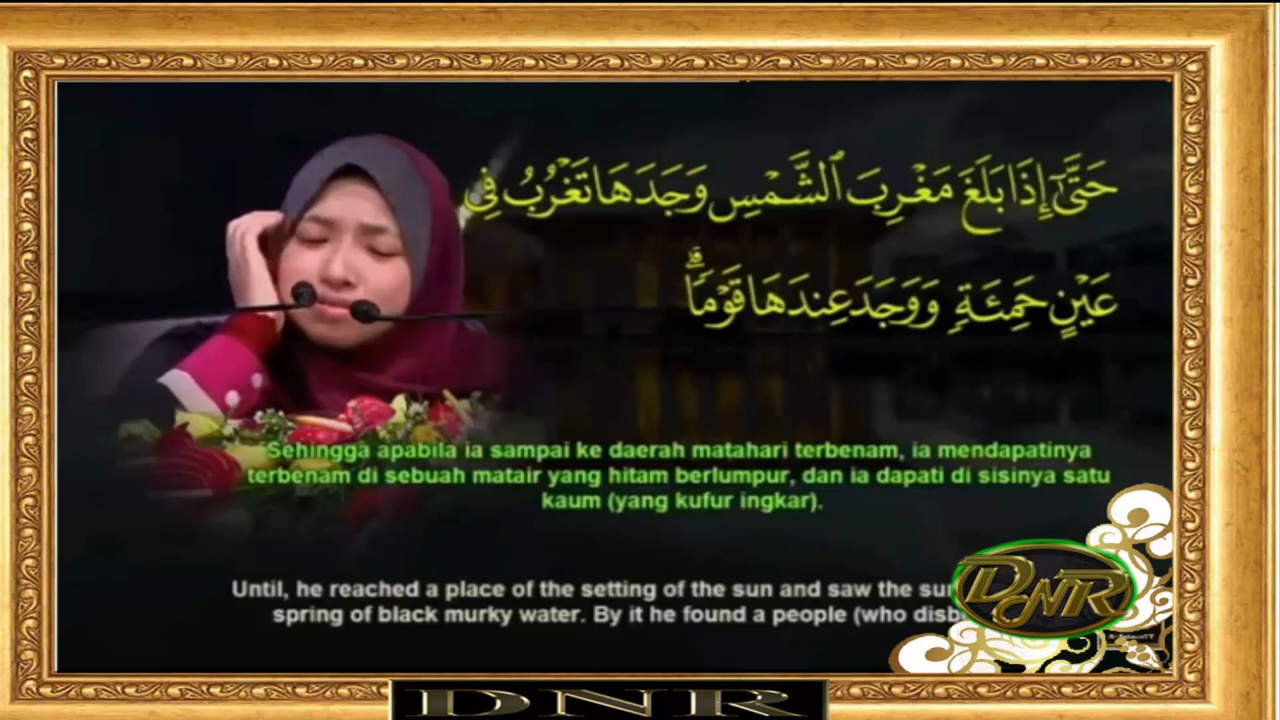 حَتَّىٰٓ إِذَا بَلَغَ مَغْرِبَ ٱلشَّمْسِ وَجَدَهَا تَغْرُبُ فِي
عَيْنٍ حَمِئَةٍ وَوَجَدَ عِندَهَا قَوْمًاۗ
Sehingga apabila ia sampai ke daerah matahari terbenam, ia mendapatinya
terbenam di sebuah matair yang hitam berlumpur, dan ia dapati di sisinya satu
kaum (yang kufur ingkar).
Until, he reached a place of the setting of the sun and saw the
spring of black murky water. By it he found a people (who
DNR
DNR